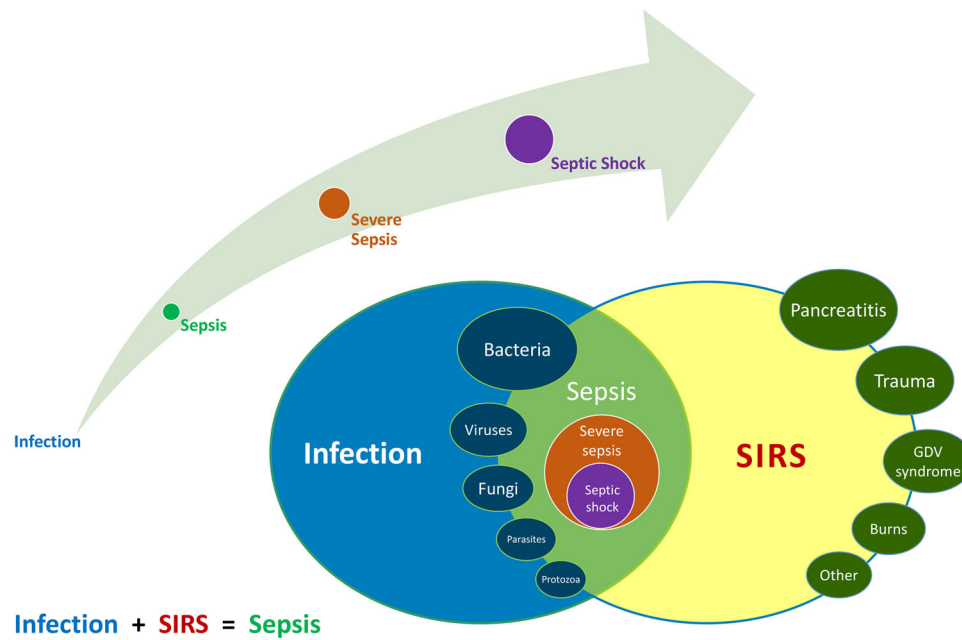 Septic Shock
Severe
Sepsis
Sepsis
Infection
Pancreatitis
Bacteria
Trauma
Sepsis
Viruses
Severe
sepsis
Infection
SIRS
GDV
syndrome
Fungi
Septic
shock
Parasites
Burns
Protozoa
Other
Infection + SIRS = Sepsis